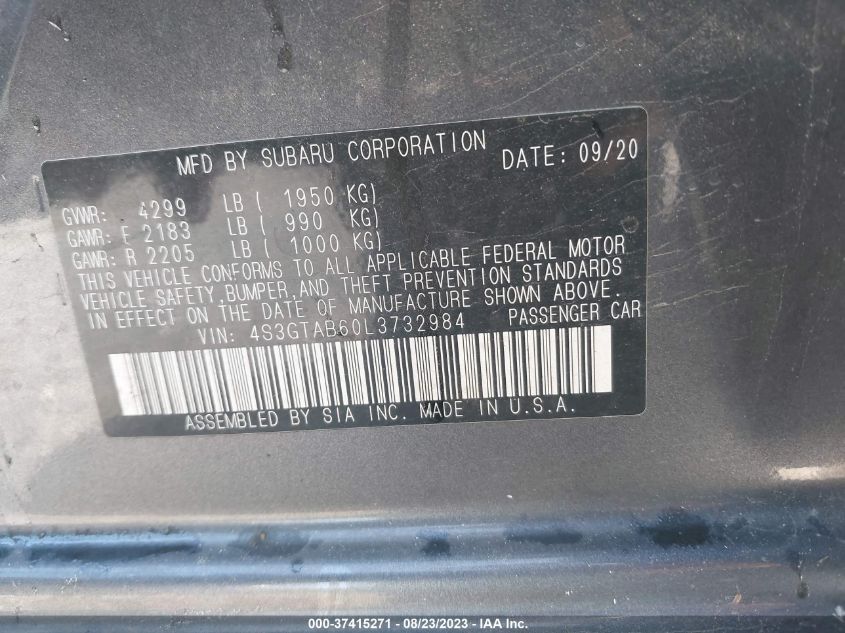 MFD BY SUBARU CORPORATION DATE: 09/20
GVWR: 4299 LB ( 1950 KG)
GAWR: F 2183 LB ( 990 KG)
GAWR: R 2205 LB ( 1000 KG)
THIS VEHICLE CONFORMS TO ALL APPLICABLE FEDERAL MOTOR
VEHICLE SAFETY, BUMPER, AND THEFT PREVENTION STANDARDS
IN EFFECT ON THE DATE OF MANUFACTURE SHOWN ABOVE.
VIN: 4S3GTAB60L3732984 PASSENGER CAR
ASSEMBLED BY SIA INC. MADE IN U.S.A.
000-37415271 - 08/23/2023 - Copyright © 2023 - IAA Inc.